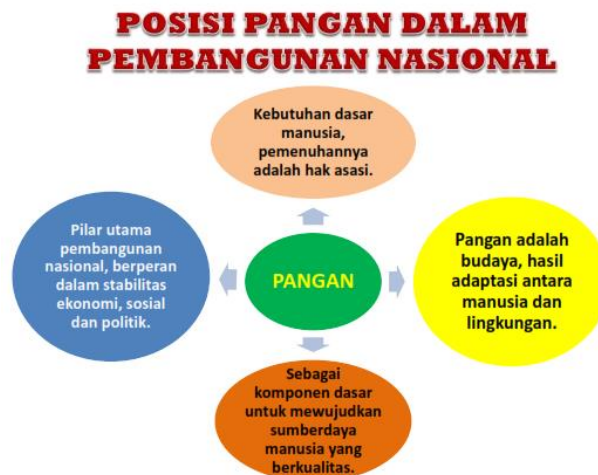 POSISI PANGAN DALAM
PEMBANGUNAN NASIONAL
Kebutuhan dasar
manusia,
pemenuhannya
adalah hak asasi.
Pilar utama
pembangunan
nasional, berperan
dalam stabilitas
ekonomi, sosial
dan politik.
PANGAN
Pangan adalah
budaya, hasil
adaptasi antara
manusia dan
lingkungan.
Sebagai
komponen dasar
untuk mewujudkan
sumberdaya
manusia yang
berkualitas.